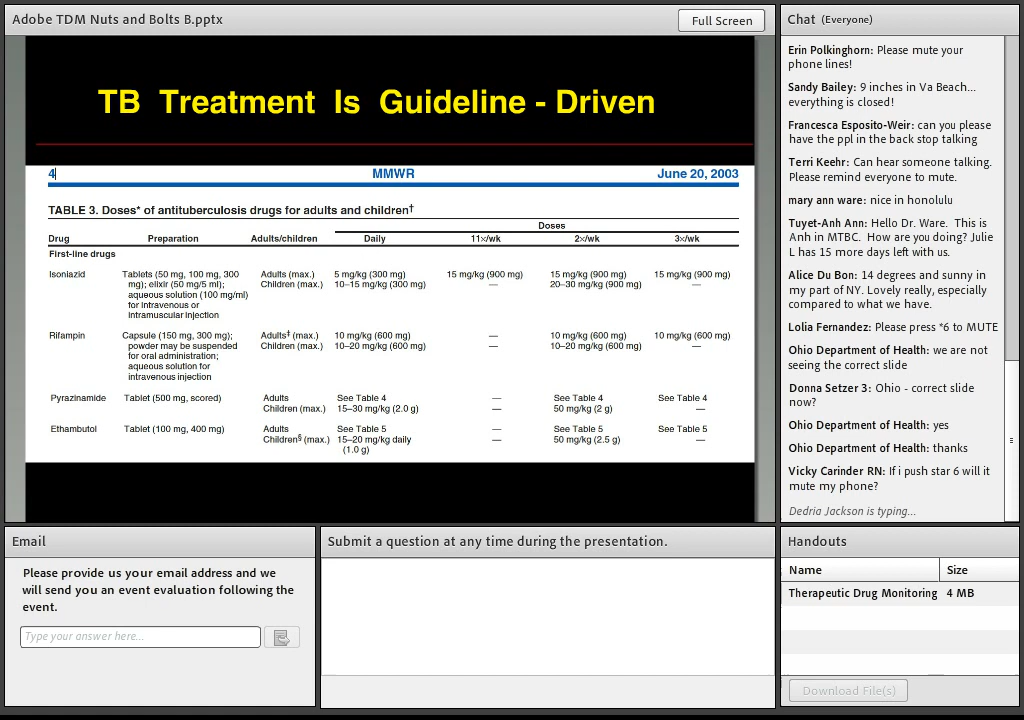 Adobe TDM Nuts and Bolts B.pptx
Full Screen
TB Treatment Is Guideline - Driven
4 MMWR June 20, 2003
TABLE 3. Doses* of antituberculosis drugs for adults and children†
Doses
Drug Preparation Adults/children Daily 11×/wk 2×/wk 3×/wk
First-line drugs
Isoniazid Tablets (50 mg, 100 mg, 300 Adults (max.) 5 mg/kg (300 mg) 15 mg/kg (900 mg) 15 mg/kg (900 mg) 15 mg/kg (900 mg)
mg); elixir (50 mg/5 ml); Children (max.) 10–15 mg/kg (300 mg) — 20–30 mg/kg (900 mg) —
aqueous solution (100 mg/ml)
for intravenous or
intramuscular injection
Rifampin Capsule (150 mg, 300 mg); Adults‡ (max.) 10 mg/kg (600 mg) — 10 mg/kg (600 mg) 10 mg/kg (600 mg)
powder may be suspended Children (max.) 10–20 mg/kg (600 mg) — 10–20 mg/kg (600 mg) —
for oral administration;
aqueous solution for
intravenous injection
Pyrazinamide Tablet (500 mg, scored) Adults See Table 4 — See Table 4 See Table 4
Children (max.) 15–30 mg/kg (2.0 g) — 50 mg/kg (2 g) —
Ethambutol Tablet (100 mg, 400 mg) Adults See Table 5 — See Table 5 See Table 5
Children§ (max.) 15–20 mg/kg daily — 50 mg/kg (2.5 g) —
(1.0 g)
Chat (Everyone)
Erin Polkinghorn: Please mute your
phone lines!
Sandy Bailey: 9 inches in Va Beach...
everything is closed!
Francesca Esposito-Weir: can you please
have the ppl in the back stop talking
Terri Keehr: Can hear someone talking.
Please remind everyone to mute.
mary ann ware: nice in honolulu
Tuyet-Anh Ann: Hello Dr. Ware. This is
Anh in MTBC. How are you doing? Julie
L has 15 more days left with us.
Alice Du Bon: 14 degrees and sunny in
my part of NY. Lovely really, especially
compared to what we have.
Lolia Fernandez: Please press *6 to MUTE
Ohio Department of Health: we are not
seeing the correct slide
Donna Setzer 3: Ohio - correct slide
now?
Ohio Department of Health: yes
Ohio Department of Health: thanks
Vicky Carinder RN: If i push star 6 will it
mute my phone?
Dedria Jackson is typing...
Email
Please provide us your email address and we
will send you an event evaluation following the
event.
Type your answer here...
Submit a question at any time during the presentation.
Handouts
Name Size
Therapeutic Drug Monitoring 4 MB
Download File(s)